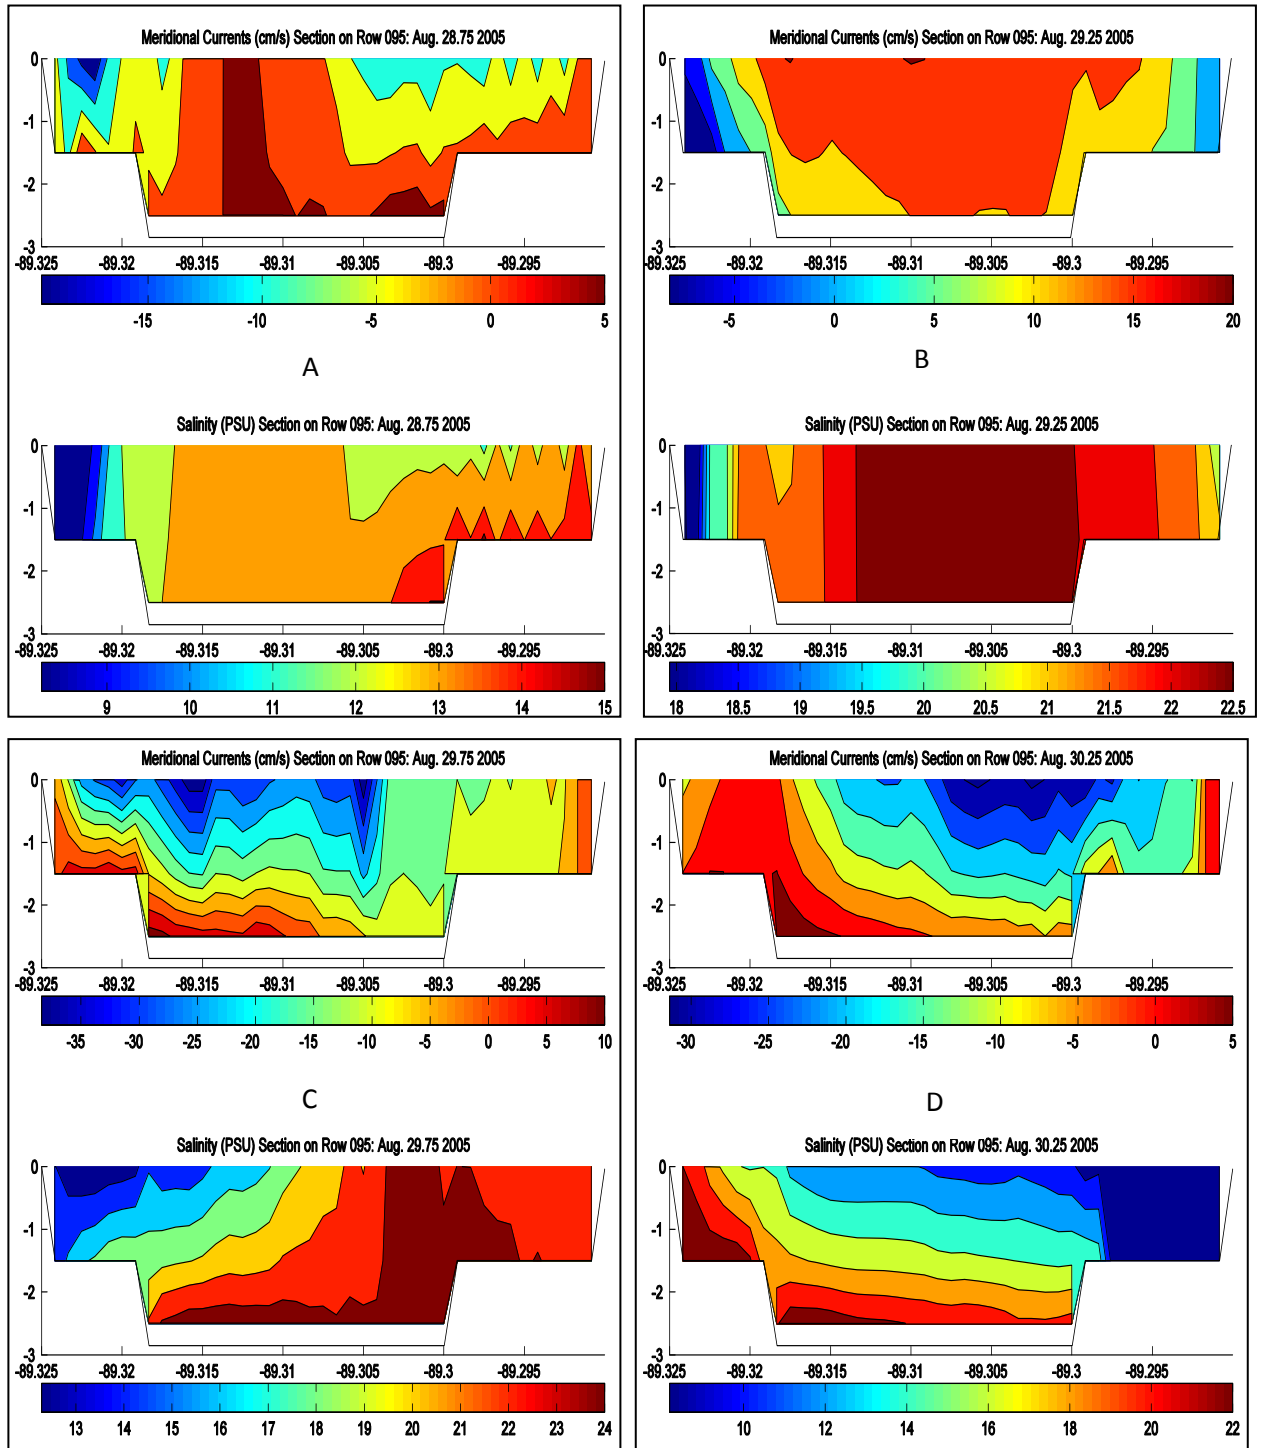 Meridional Currents (cm/s) Section on Row 095: Aug. 28.75 2005
0
-1
-2
-3
-89.325 -89.32 -89.315 -89.31 -89.305 -89.3 -89.295
-15 -10 -5 0 5
A
Salinity (PSU) Section on Row 095: Aug. 28.75 2005
0
-1
-2
-3
-89.325 -89.32 -89.315 -89.31 -89.305 -89.3 -89.295
9 10 11 12 13 14 15
Meridional Currents (cm/s) Section on Row 095: Aug. 29.25 2005
0
-1
-2
-3
-89.325 -89.32 -89.315 -89.31 -89.305 -89.3 -89.295
-5 0 5 10 15 20
B
Salinity (PSU) Section on Row 095: Aug. 29.25 2005
0
-1
-2
-3
-89.325 -89.32 -89.315 -89.31 -89.305 -89.3 -89.295
18 18.5 19 19.5 20 20.5 21 21.5 22 22.5
Meridional Currents (cm/s) Section on Row 095: Aug. 29.75 2005
0
-1
-2
-3
-89.325 -89.32 -89.315 -89.31 -89.305 -89.3 -89.295
-35 -30 -25 -20 -15 -10 -5 0 5 10
C
Salinity (PSU) Section on Row 095: Aug. 29.75 2005
0
-1
-2
-3
-89.325 -89.32 -89.315 -89.31 -89.305 -89.3 -89.295
13 14 15 16 17 18 19 20 21 22 23 24
Meridional Currents (cm/s) Section on Row 095: Aug. 30.25 2005
0
-1
-2
-3
-89.325 -89.32 -89.315 -89.31 -89.305 -89.3 -89.295
-30 -25 -20 -15 -10 -5 0 5
D
Salinity (PSU) Section on Row 095: Aug. 30.25 2005
0
-1
-2
-3
-89.325 -89.32 -89.315 -89.31 -89.305 -89.3 -89.295
10 12 14 16 18 20 22